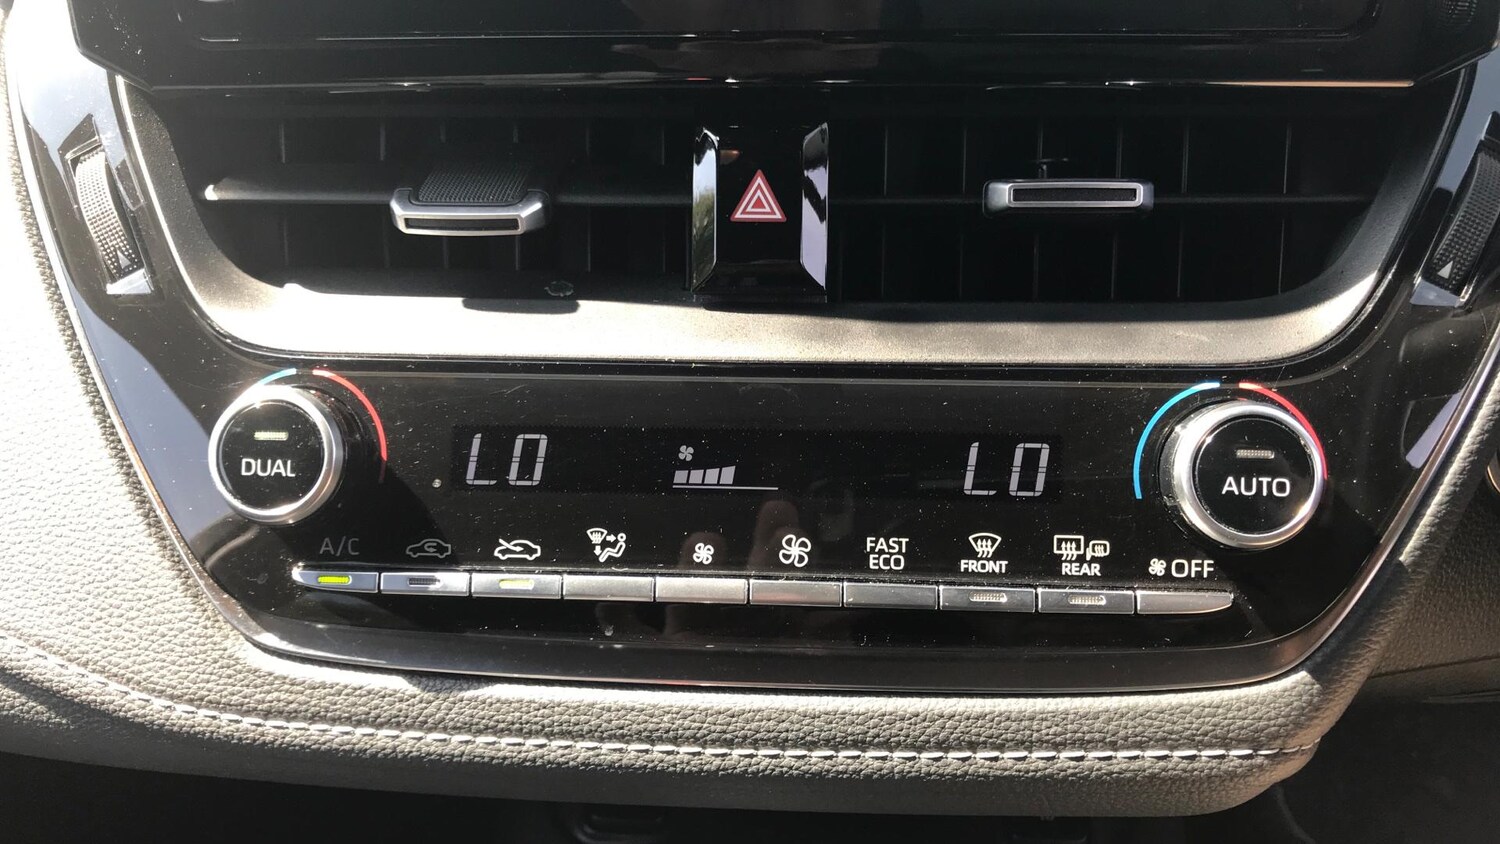 DUAL
LO
LO
AUTO
A/C
FAST
ECO
FRONT
REAR
OFF